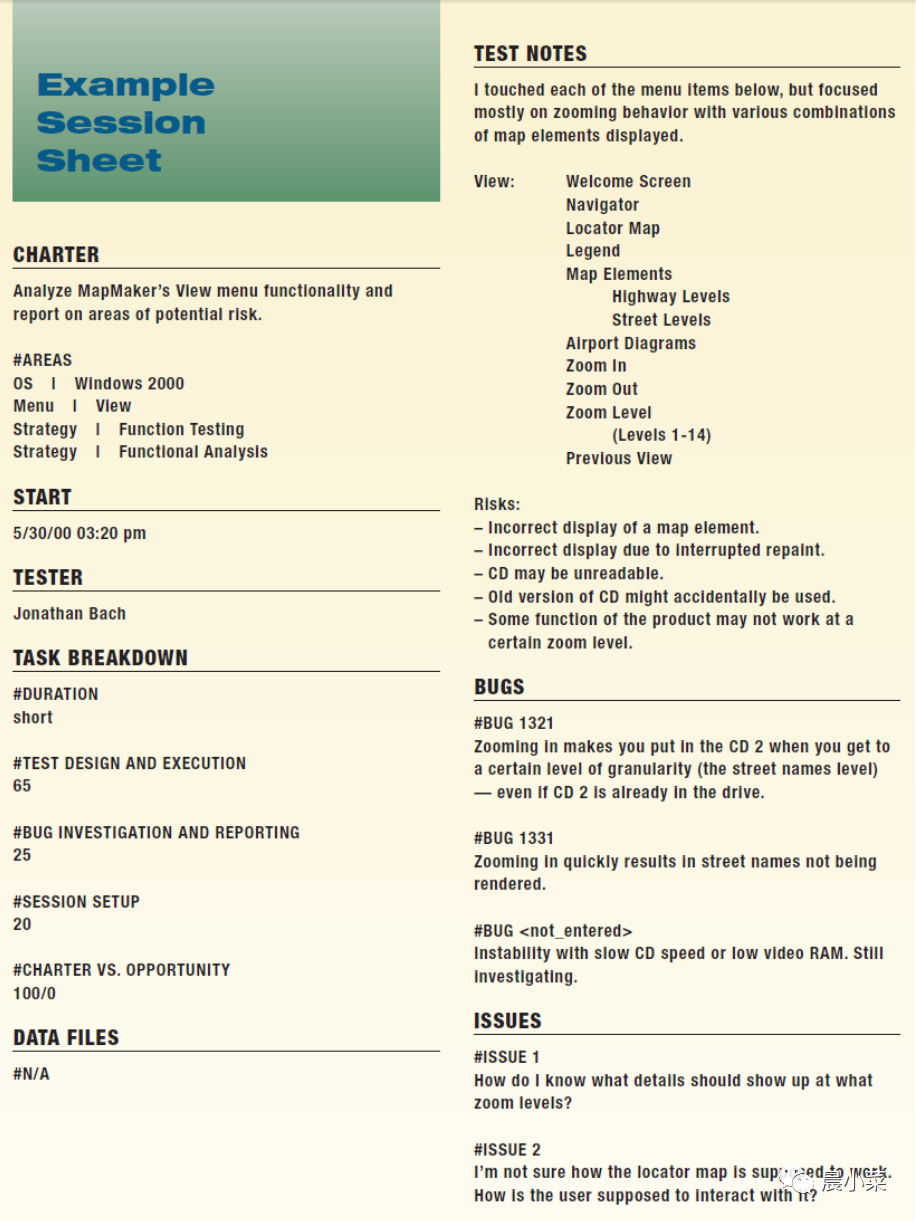 Example
Session
Sheet
CHARTER
Analyze MapMaker's View menu functionality and
report on areas of potential risk.
#AREAS
OS | Windows 2000
Menu | View
Strategy | Function Testing
Strategy | Functional Analysis
START
5/30/00 03:20 pm
TESTER
Jonathan Bach
TASK BREAKDOWN
#DURATION
short
#TEST DESIGN AND EXECUTION
65
#BUG INVESTIGATION AND REPORTING
25
#SESSION SETUP
20
#CHARTER VS. OPPORTUNITY
100/0
DATA FILES
#N/A
TEST NOTES
I touched each of the menu items below, but focused
mostly on zooming behavior with various combinations
of map elements displayed.
View: Welcome Screen
Navigator
Locator Map
Legend
Map Elements
Highway Levels
Street Levels
Airport Diagrams
Zoom In
Zoom Out
Zoom Level
(Levels 1-14)
Previous View
Risks:
– Incorrect display of a map element.
– Incorrect display due to interrupted repaint.
– CD may be unreadable.
– Old version of CD might accidentally be used.
– Some function of the product may not work at a
certain zoom level.
BUGS
#BUG 1321
Zooming in makes you put in the CD 2 when you get to
a certain level of granularity (the street names level)
— even if CD 2 is already in the drive.
#BUG 1331
Zooming in quickly results in street names not being
rendered.
#BUG <not_entered>
Instability with slow CD speed or low video RAM. Still
investigating.
ISSUES
#ISSUE 1
How do I know what details should show up at what
zoom levels?
#ISSUE 2
I'm not sure how the locator map is supposed to work.
How is the user supposed to interact with it?
晨小菜